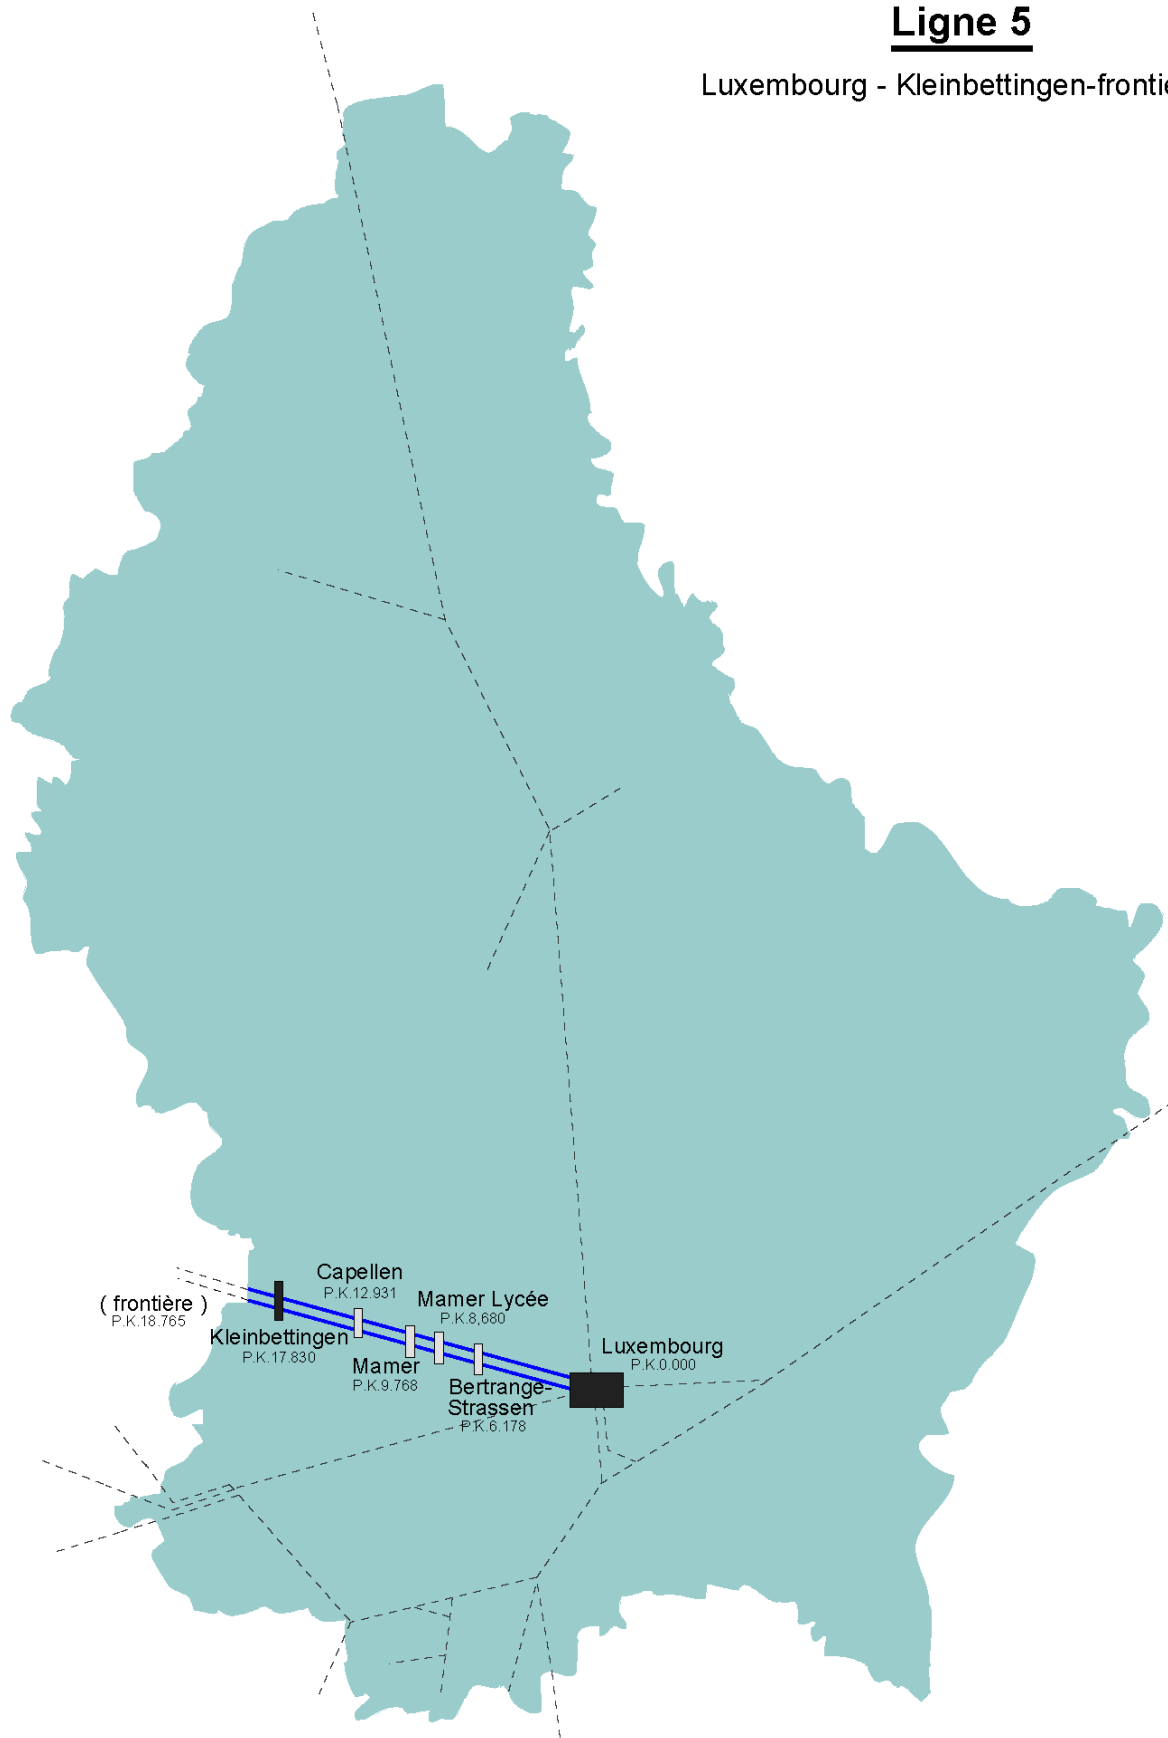 Ligne 5
Luxembourg - Kleinbettingen-frontiè
Capellen
P.K.12.931
Mamer Lycée
P.K.8,680
( frontière )
P.K.18.765
Kleinbettingen
P.K.17.830
Luxembourg
P.K.0.000
Mamer
P.K.9.768
Bertrange-
Strassen
P.K.6.178